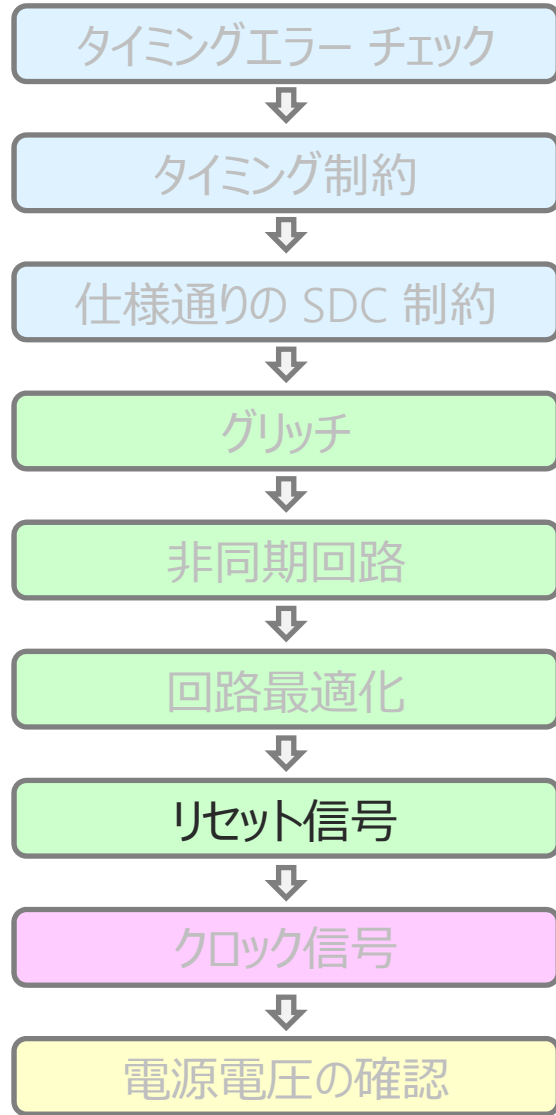 タイミングエラー チェック
タイミング制約
仕様通りの SDC 制約
グリッチ
非同期回路
回路最適化
リセット信号
クロック信号
電源電圧の確認